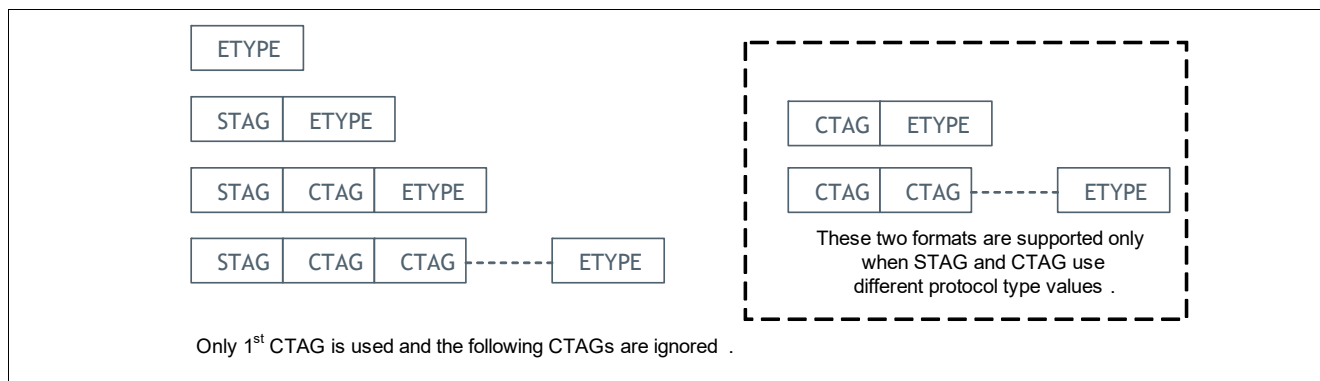 ETYPE
STAG ETYPE
STAG CTAG ETYPE
STAG CTAG CTAG ETYPE
CTAG ETYPE
CTAG CTAG ETYPE
These two formats are supported only
when STAG and CTAG use
different protocol type values .
Only 1st CTAG is used and the following CTAGs are ignored .